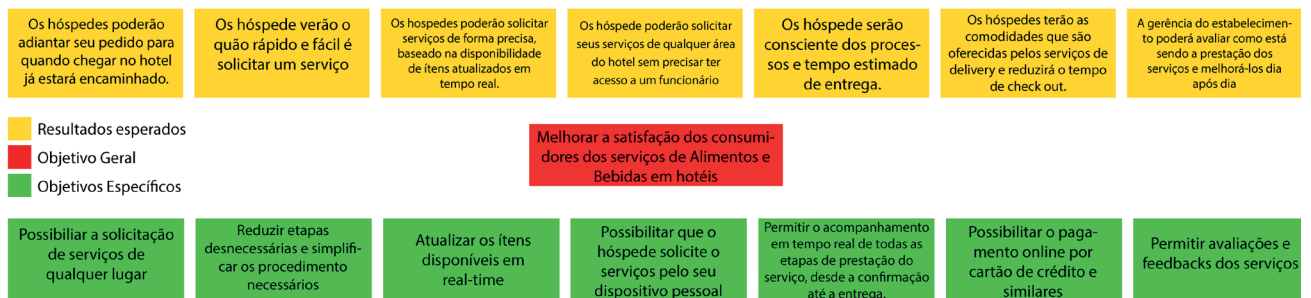 Os hóspedes poderão
adiantar seu pedido para
quando chegar no hotel
já estará encaminhado.
Os hóspede verão o
quão rápido e fácil é
solicitar um serviço
Os hospedes poderão solicitar
serviços de forma precisa,
baseado na disponibilidade
de ítens atualizados em
tempo real.
Os hóspede poderão solicitar
seus serviços de qualquer área
do hotel sem precisar ter
acesso a um funcionário
Os hóspede serão
consciente dos proces-
sos e tempo estimado
de entrega.
Os hóspedes terão as
comodidades que são
oferecidas pelos serviços de
delivery e reduzirá o tempo
de check out.
A gerência do estabelecimen-
to poderá avaliar como está
sendo a prestação dos
serviços e melhorá-los dia
após dia
Resultados esperados
Objetivo Geral
Objetivos Específicos
Melhorar a satisfação dos consumi-
dores dos serviços de Alimentos e
Bebidas em hotéis
Possibiliar a solicitação
de serviços de
qualquer lugar
Reduzir etapas
desnecessárias e simplifi-
car os procedimento
necessários
Atualizar os ítens
disponíveis em
real-time
Possibilitar que o
hóspede solicite o
serviços pelo seu
dispositivo pessoal
Permitir o acompanhamento
em tempo real de todas as
etapas de prestação do
serviço, desde a confirmação
até a entrega.
Possibilitar o paga-
mento online por
cartão de crédito e
similares
Permitir avaliações e
feedbacks dos serviços